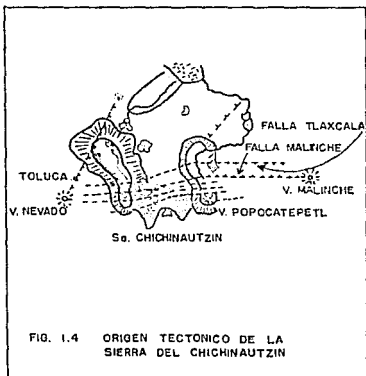 FALLA TLAXCALA
FALLA MALINCHE
TOLUCA
V. MALINCHE
V. NEVADO
V. POPOCATEPETL
Sa. CHICHINAUTZIN
FIG. 1.4 ORIGEN TECTONICO DE LA
SIERRA DEL CHICHINAUTZIN